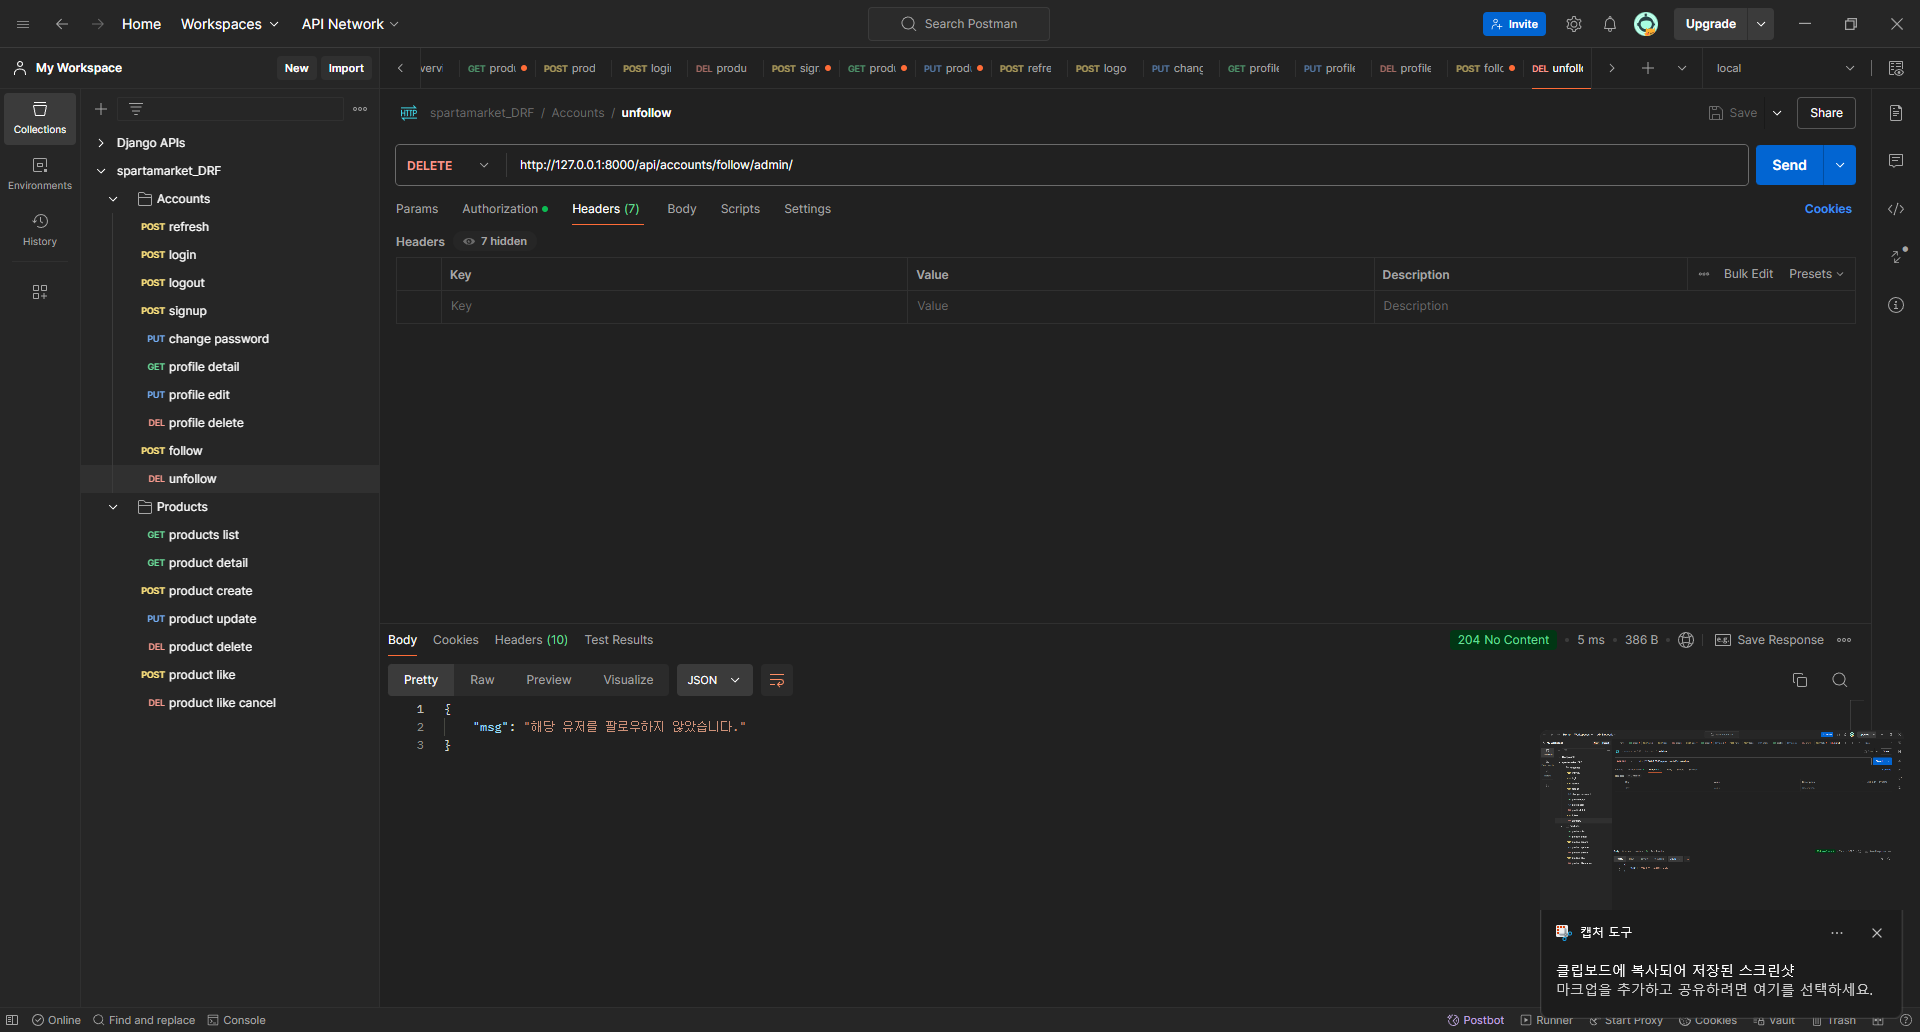 Home Workspaces API Network Search Postman Invite Upgrade
My Workspace New Import
GET prod POST prod POST login DEL produ POST sign GET prod PUT prod POST refre POST logo PUT chang GET profile PUT profile DEL profile POST follo DEL unfollo local
Collections
Environments
History
Django APIs
spartamarket_DRF
Accounts
POST refresh
POST login
POST logout
POST signup
PUT change password
GET profile detail
PUT profile edit
DEL profile delete
POST follow
DEL unfollow
Products
GET products list
GET product detail
POST product create
PUT product update
DEL product delete
POST product like
DEL product like cancel
HTTP spartamarket_DRF / Accounts / unfollow Save Share
DELETE http://127.0.0.1:8000/api/accounts/follow/admin/ Send
Params Authorization Headers (7) Body Scripts Settings Cookies
Headers 7 hidden
Key Value Description Bulk Edit Presets
Key Value Description
Body Cookies Headers (10) Test Results 204 No Content 5 ms 386 B e.g. Save Response
Pretty Raw Preview Visualize JSON
1 {
2 "msg": "해당 유저를 팔로우하지 않았습니다."
3 }
캡처 도구
클립보드에 복사되어 저장된 스크린샷
마크업을 추가하고 공유하려면 여기를 선택하세요.
Online Find and replace Console Postbot Runner Start Proxy Cookies Vault Trash